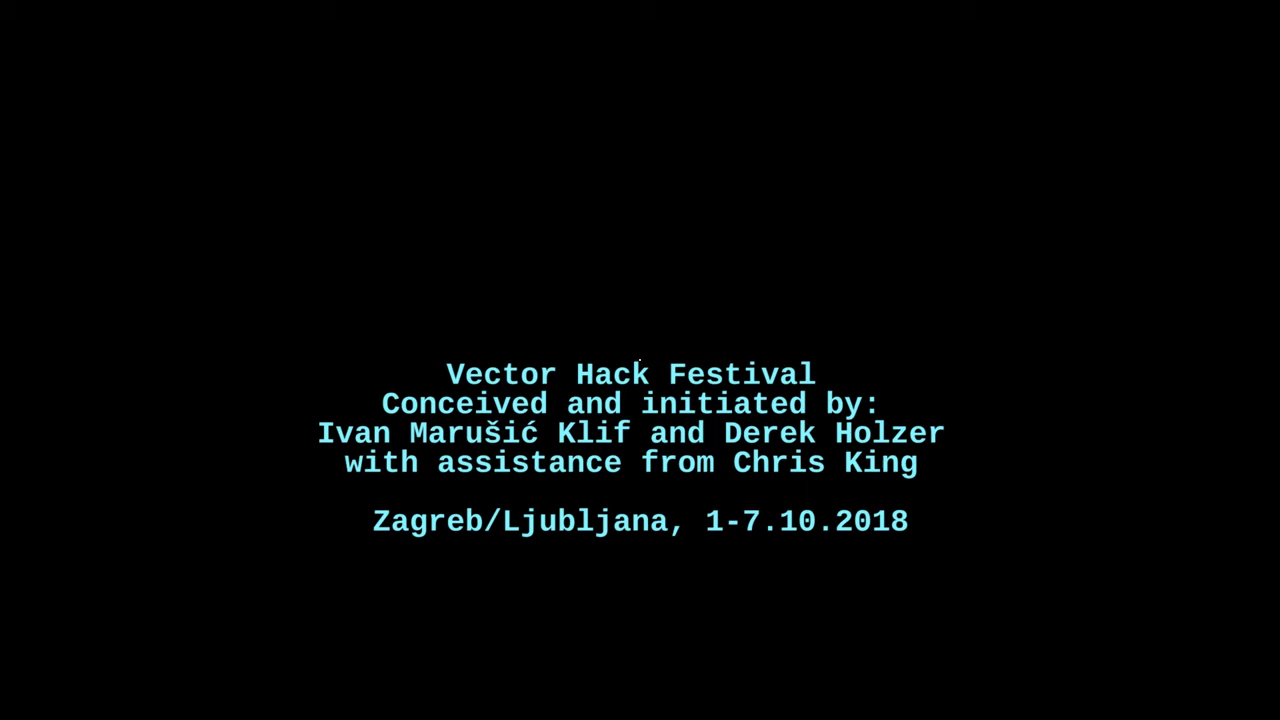 Vector Hack Festival
Conceived and initiated by:
Ivan Marušić Klif and Derek Holzer
with assistance from Chris King
Zagreb/Ljubljana, 1-7.10.2018